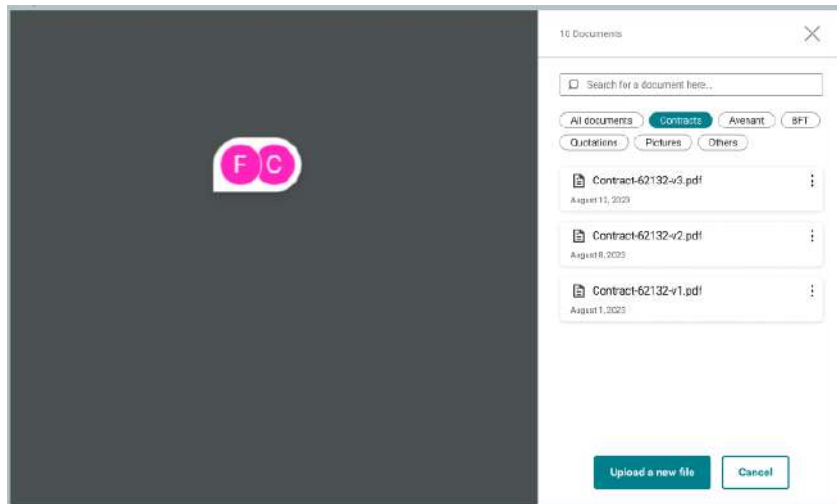 F C
10 Documents
Search for a document here...
All documents Contracts Avenant BFT
Quotations Pictures Others
Contract-62132-v3.pdf
August 10, 2023
Contract-62132-v2.pdf
August 8, 2023
Contract-62132-v1.pdf
August 1, 2023
Upload a new file Cancel